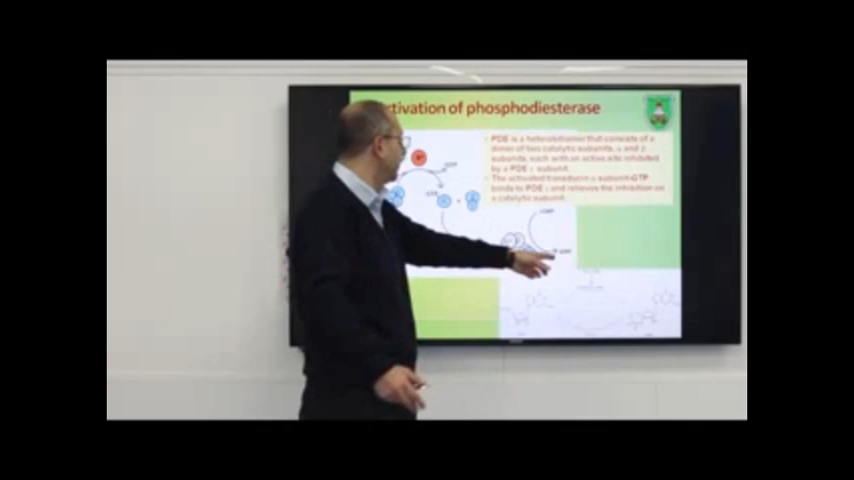 ctivation of phosphodiesterase
PDE is a heterotetramer that consists of a
dimer of two catalytic subunits, α and β
subunits, each with an active site inhibited
by a PDE γ subunit.
The activated transducin α subunit-GTP
binds to PDE γ and relieves the inhibition on
a catalytic subunit.